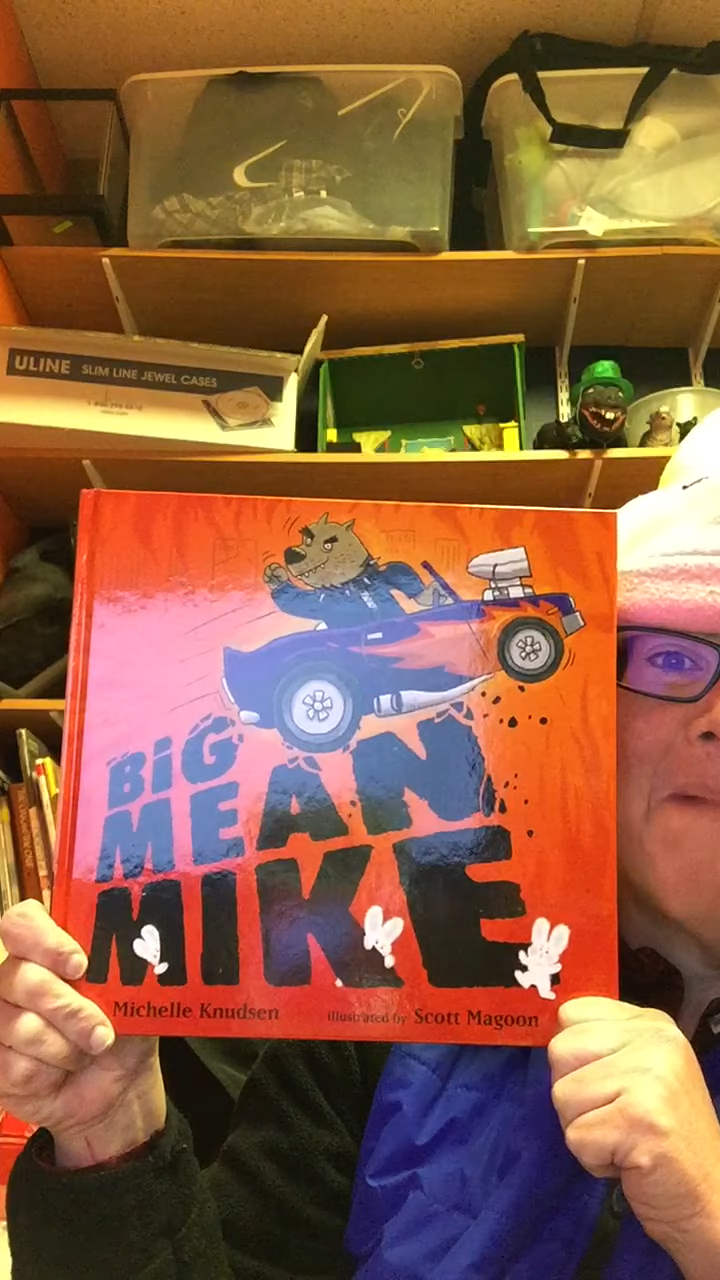 ULINE SLIM LINE JEWEL CASES
BIG
MEAN
MIKE
Michelle Knudsen illustrated by Scott Magoon